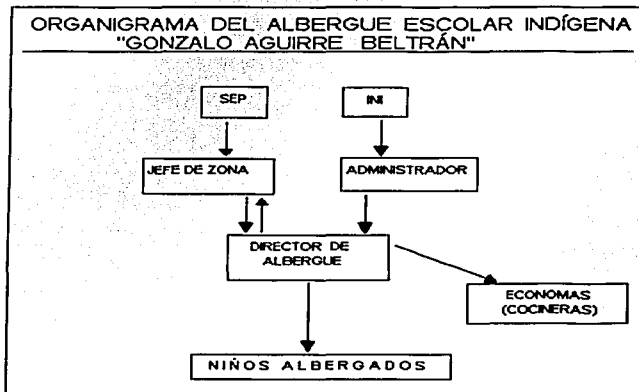 ORGANIGRAMA DEL ALBERGUE ESCOLAR INDÍGENA
"GONZALO AGUIRRE BELTRÁN"
SEP
INI
JEFE DE ZONA
ADMINISTRADOR
DIRECTOR DE
ALBERGUE
ECONOMAS
(COCINERAS)
NIÑOS ALBERGADOS